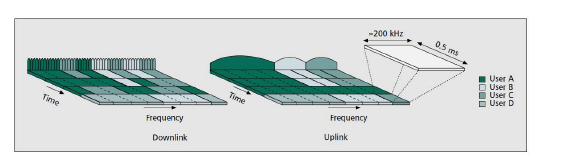 ≈200 kHz
0.5 ms
User A
User B
User C
User D
Time
Frequency
Downlink
Time
Frequency
Uplink